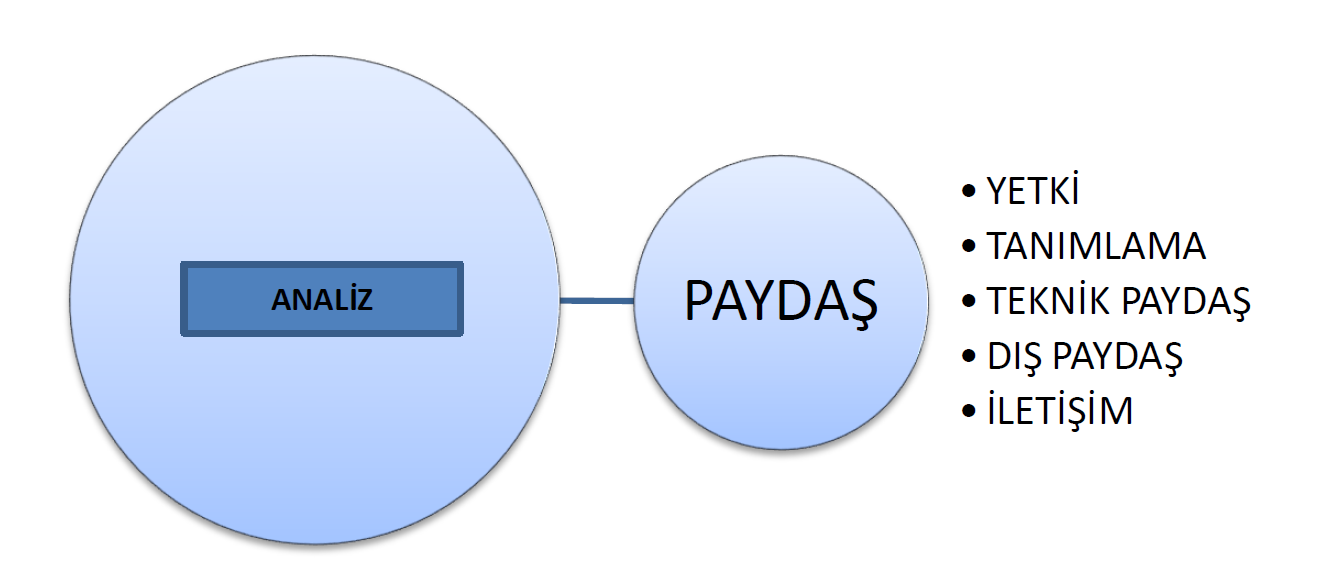 ANALİZ
PAYDAŞ
• YETKİ
• TANIMLAMA
• TEKNİK PAYDAŞ
• DIŞ PAYDAŞ
• İLETİŞİM